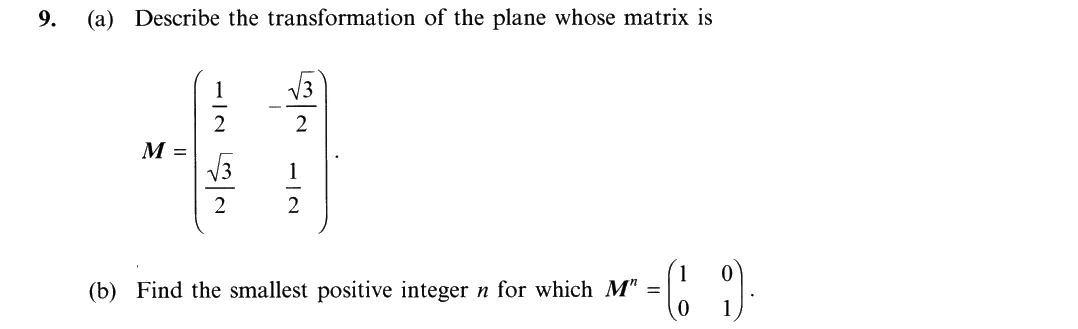 9. (a) Describe the transformation of the plane whose matrix is
M = ( 1/2 -√3/2
√3/2 1/2 ) .
(b) Find the smallest positive integer n for which Mⁿ = ( 1 0
0 1 ) .